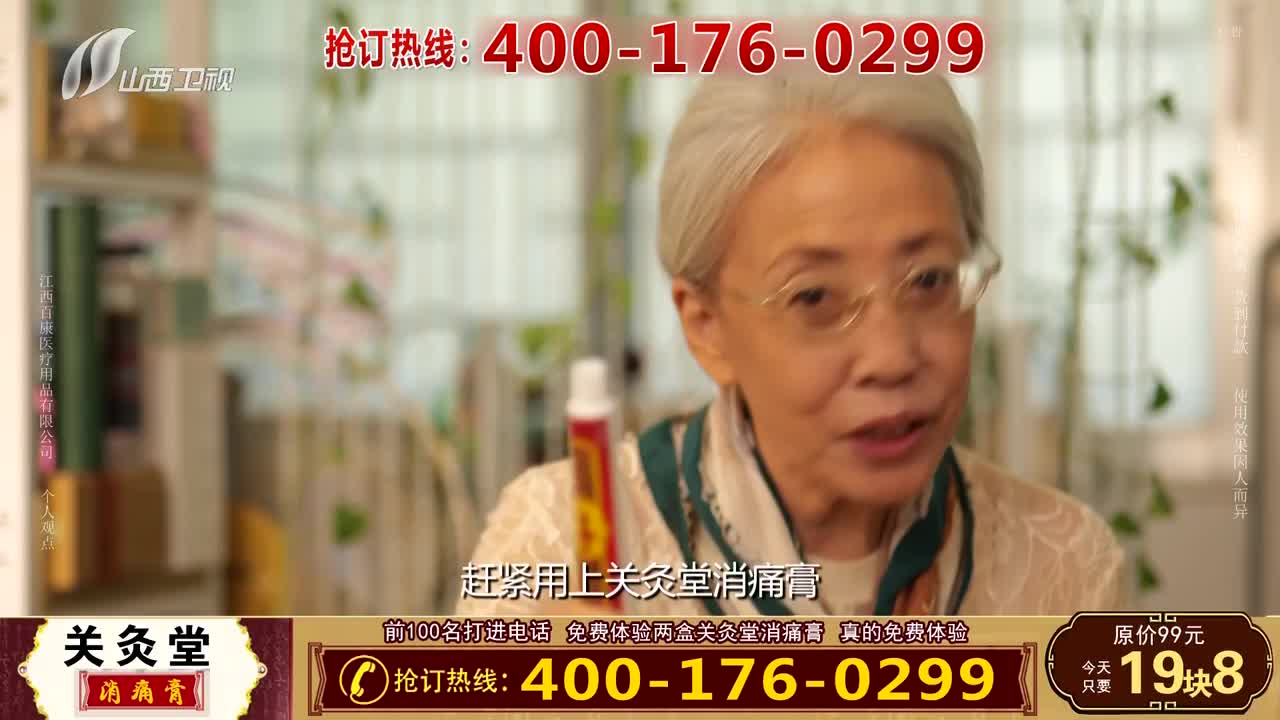 抢订热线：400-176-0299
山西卫视
江西百康医疗用品有限公司 个人观点
货到付款 使用效果因人而异
赶紧用上关灸堂消痛膏
关灸堂
消痛膏
前100名打进电话 免费体验两盒关灸堂消痛膏 真的免费体验
抢订热线：400-176-0299
原价99元
今天只要
19块8